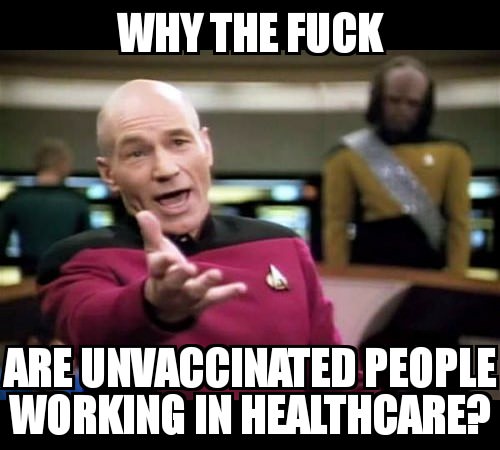 WHY THE FUCK
ARE UNVACCINATED PEOPLE
WORKING IN HEALTHCARE?